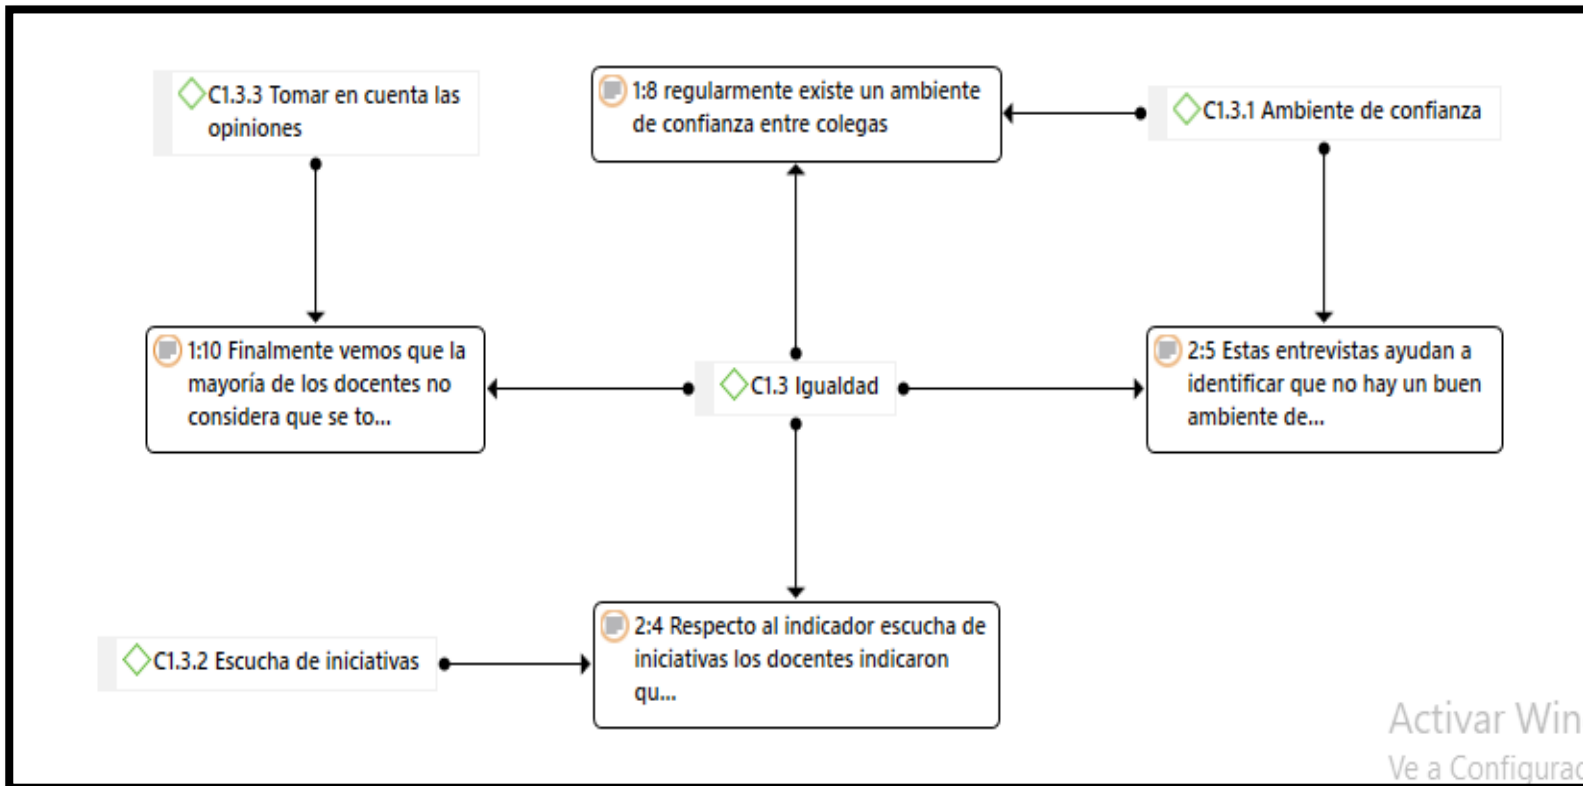 C1.3.3 Tomar en cuenta las
opiniones
1:8 regularmente existe un ambiente
de confianza entre colegas
C1.3.1 Ambiente de confianza
1:10 Finalmente vemos que la
mayoría de los docentes no
considera que se to...
C1.3 Igualdad
2:5 Estas entrevistas ayudan a
identificar que no hay un buen
ambiente de...
C1.3.2 Escucha de iniciativas
2:4 Respecto al indicador escucha de
iniciativas los docentes indicaron
qu...
Activar Win
Ve a Configurac